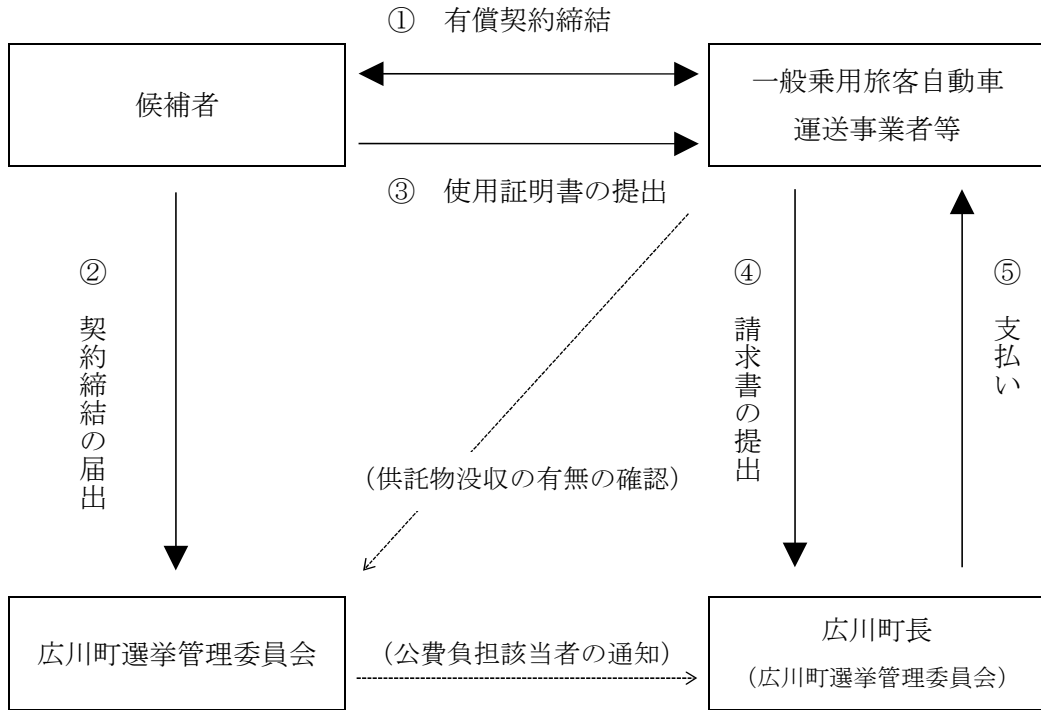 ① 有償契約締結
候補者
一般乗用旅客自動車
運送事業者等
③ 使用証明書の提出
② 契約締結の届出
④ 請求書の提出
⑤ 支払い
（供託物没収の有無の確認）
広川町選挙管理委員会
（公費負担該当者の通知）
広川町長
（広川町選挙管理委員会）